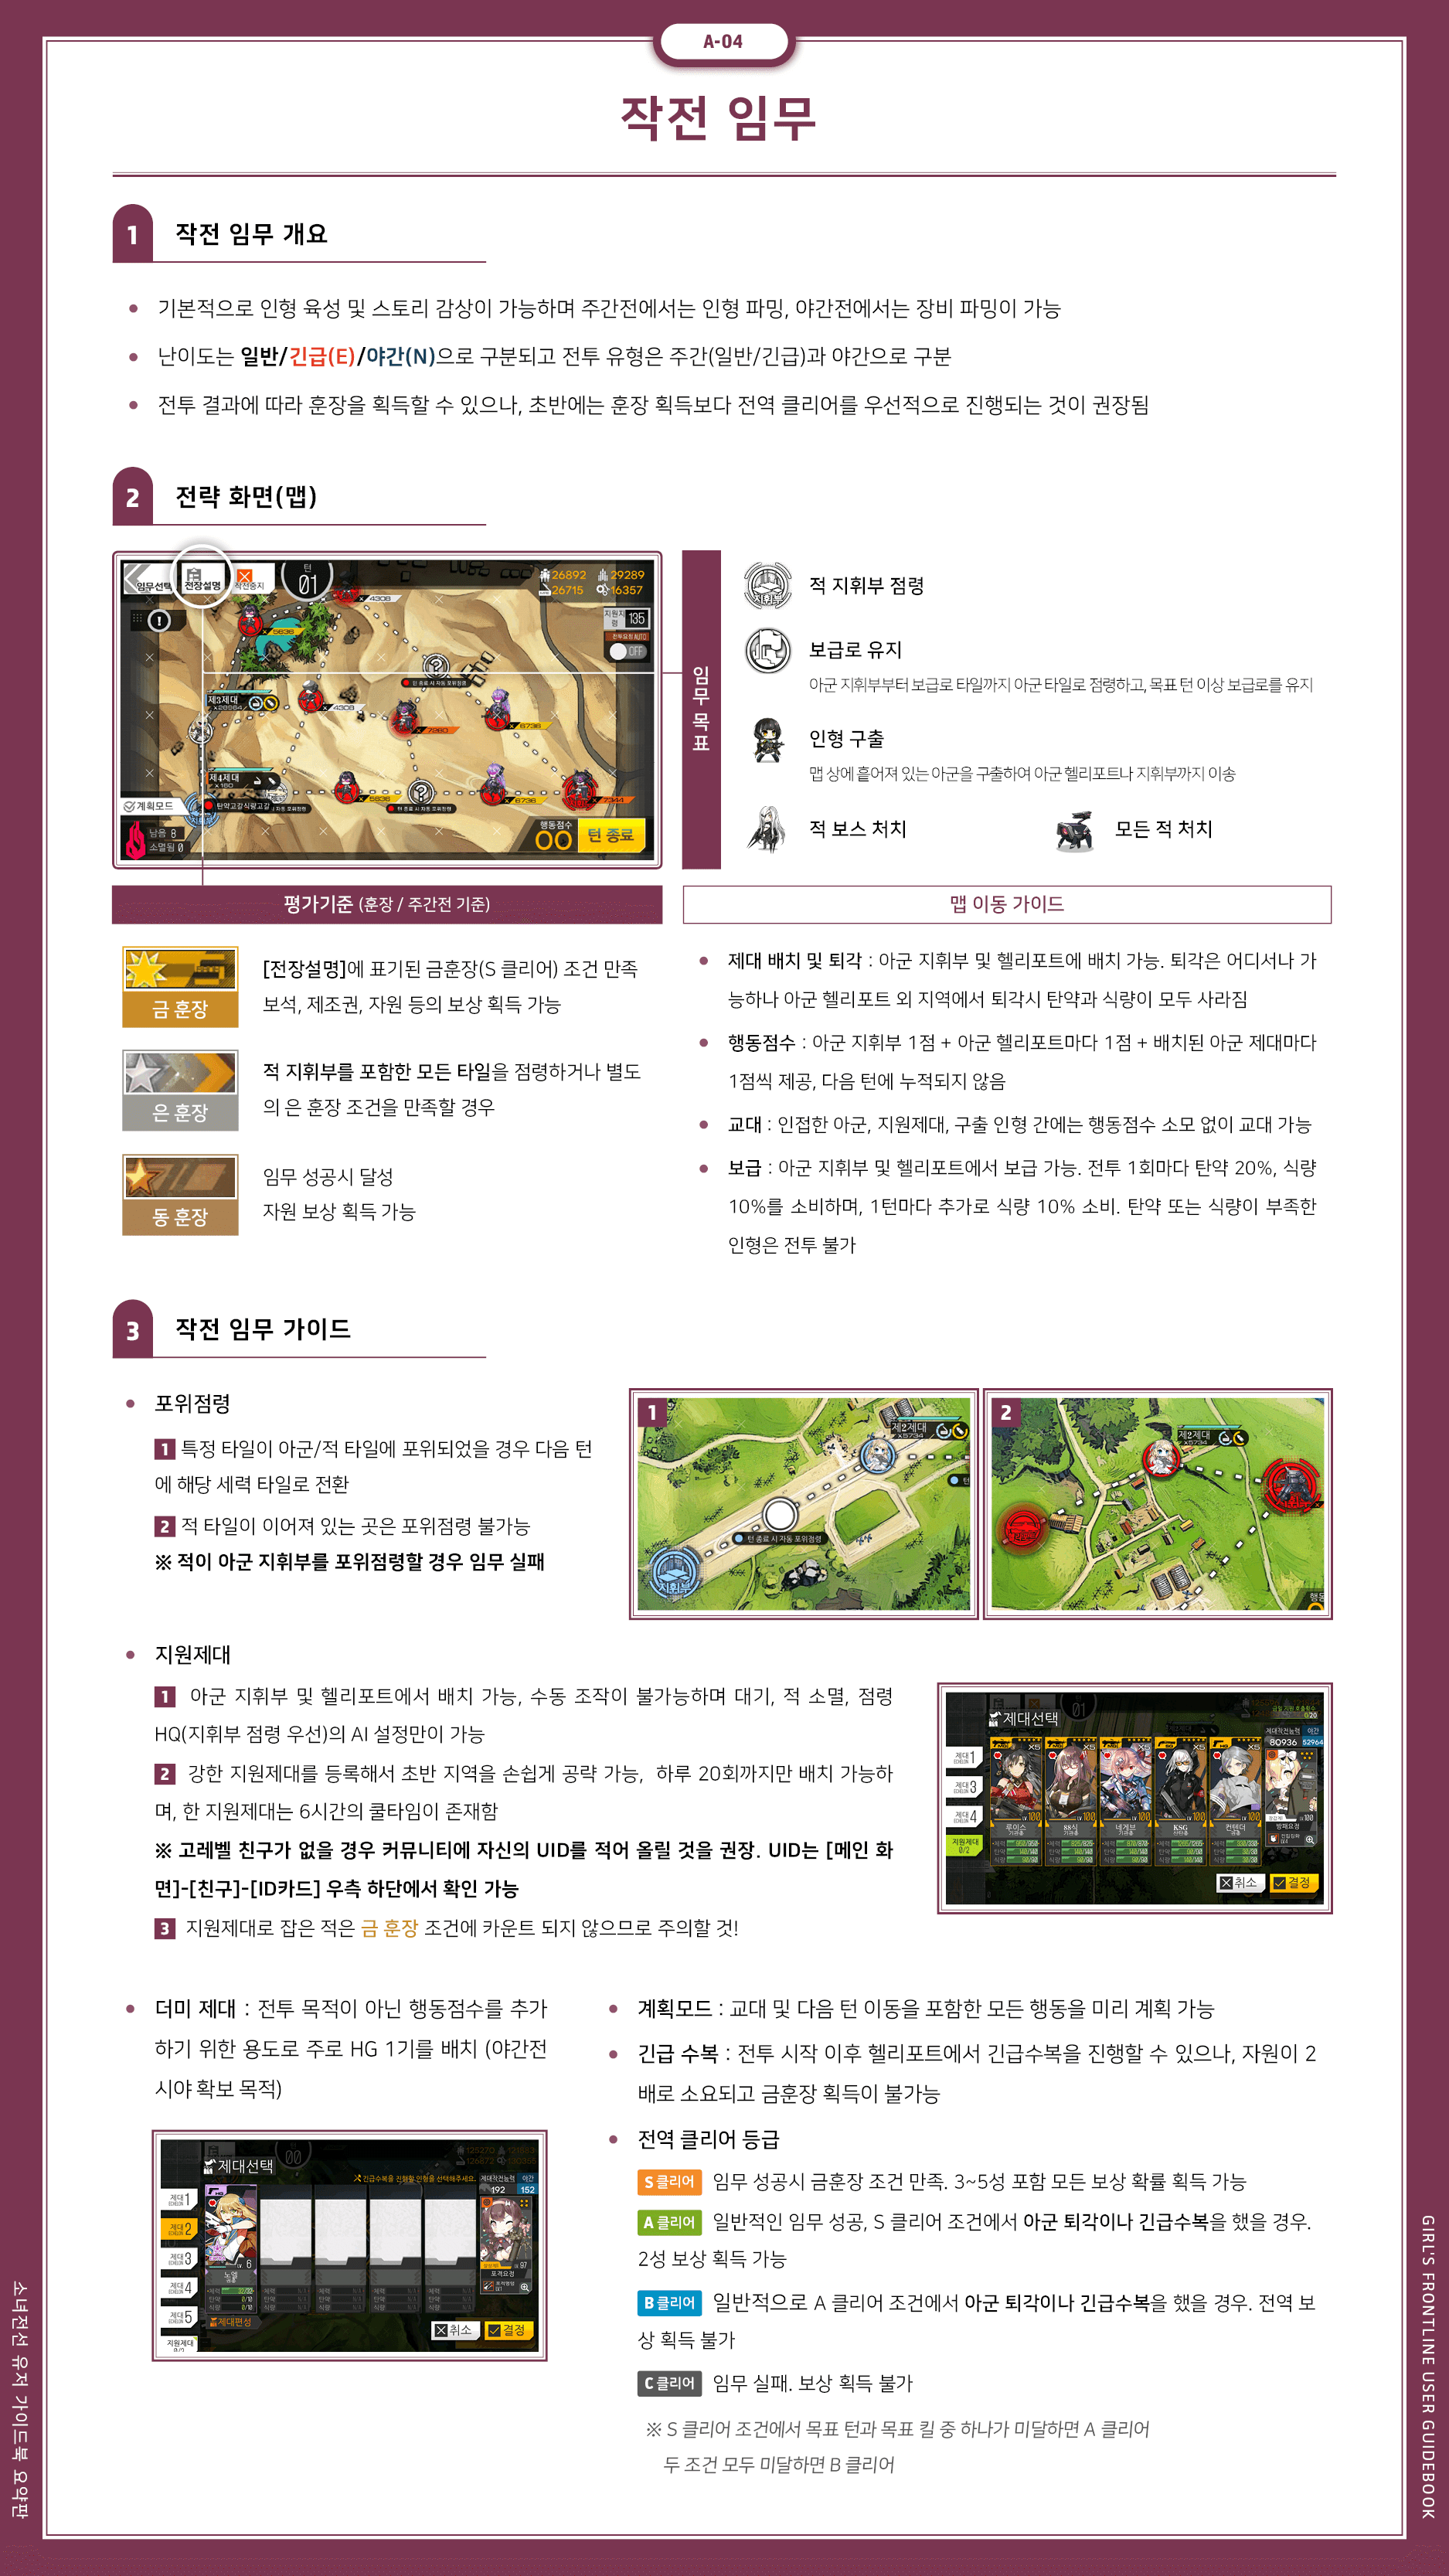 A-04
작전 임무
1 작전 임무 개요
기본적으로 인형 육성 및 스토리 감상이 가능하며 주간전에서는 인형 파밍, 야간전에서는 장비 파밍이 가능
난이도는 일반/긴급(E)/야간(N)으로 구분되고 전투 유형은 주간(일반/긴급)과 야간으로 구분
전투 결과에 따라 훈장을 획득할 수 있으나, 초반에는 훈장 획득보다 전역 클리어를 우선적으로 진행되는 것이 권장됨
2 전략 화면(맵)
임무선택 전장설명 작전중지 턴 01
26892 29289
26715 16357
135
OFF
제3제대
제4제대
계획모드
남음 8
소멸됨 0
행동점수 00 턴 종료
임무 목표
적 지휘부 점령
보급로 유지
아군 지휘부부터 보급로 타일까지 아군 타일로 점령하고, 목표 턴 이상 보급로를 유지
인형 구출
맵 상에 흩어져 있는 아군을 구출하여 아군 헬리포트나 지휘부까지 이송
적 보스 처치
모든 적 처치
평가기준 (훈장 / 주간전 기준)
금 훈장
[전장설명]에 표기된 금훈장(S 클리어) 조건 만족
보석, 제조권, 자원 등의 보상 획득 가능
은 훈장
적 지휘부를 포함한 모든 타일을 점령하거나 별도
의 은 훈장 조건을 만족할 경우
동 훈장
임무 성공시 달성
자원 보상 획득 가능
맵 이동 가이드
제대 배치 및 퇴각 : 아군 지휘부 및 헬리포트에 배치 가능. 퇴각은 어디서나 가
능하나 아군 헬리포트 외 지역에서 퇴각시 탄약과 식량이 모두 사라짐
행동점수 : 아군 지휘부 1점 + 아군 헬리포트마다 1점 + 배치된 아군 제대마다
1점씩 제공, 다음 턴에 누적되지 않음
교대 : 인접한 아군, 지원제대, 구출 인형 간에는 행동점수 소모 없이 교대 가능
보급 : 아군 지휘부 및 헬리포트에서 보급 가능. 전투 1회마다 탄약 20%, 식량
10%를 소비하며, 1턴마다 추가로 식량 10% 소비. 탄약 또는 식량이 부족한
인형은 전투 불가
3 작전 임무 가이드
포위점령
1 특정 타일이 아군/적 타일에 포위되었을 경우 다음 턴
에 해당 세력 타일로 전환
2 적 타일이 이어져 있는 곳은 포위점령 불가능
※ 적이 아군 지휘부를 포위점령할 경우 임무 실패
1
제2제대
X5734
턴 종료 시 자동 포위점령
지휘부
2
제2제대
X5734
지원제대
1 아군 지휘부 및 헬리포트에서 배치 가능, 수동 조작이 불가능하며 대기, 적 소멸, 점령
HQ(지휘부 점령 우선)의 AI 설정만이 가능
2 강한 지원제대를 등록해서 초반 지역을 손쉽게 공략 가능, 하루 20회까지만 배치 가능하
며, 한 지원제대는 6시간의 쿨타임이 존재함
※ 고레벨 친구가 없을 경우 커뮤니티에 자신의 UID를 적어 올릴 것을 권장. UID는 [메인 화
면]-[친구]-[ID카드] 우측 하단에서 확인 가능
3 지원제대로 잡은 적은 금 훈장 조건에 카운트 되지 않으므로 주의할 것!
제대선택
제대1
제대3
제대4
지원제대
0/2
80936 52964
루이스 88식 네게브 KSG 컨텐더
취소 결정
더미 제대 : 전투 목적이 아닌 행동점수를 추가
하기 위한 용도로 주로 HG 1기를 배치 (야간전
시야 확보 목적)
제대선택
긴급수복을 진행할 인형을 선택해주세요.
제대1
제대2
제대3
제대4
제대5
지원제대
192 152
노엘
제대편성
취소 결정
계획모드 : 교대 및 다음 턴 이동을 포함한 모든 행동을 미리 계획 가능
긴급 수복 : 전투 시작 이후 헬리포트에서 긴급수복을 진행할 수 있으나, 자원이 2
배로 소요되고 금훈장 획득이 불가능
전역 클리어 등급
S 클리어 임무 성공시 금훈장 조건 만족. 3~5성 포함 모든 보상 확률 획득 가능
A 클리어 일반적인 임무 성공, S 클리어 조건에서 아군 퇴각이나 긴급수복을 했을 경우.
2성 보상 획득 가능
B 클리어 일반적으로 A 클리어 조건에서 아군 퇴각이나 긴급수복을 했을 경우. 전역 보
상 획득 불가
C 클리어 임무 실패. 보상 획득 불가
※ S 클리어 조건에서 목표 턴과 목표 킬 중 하나가 미달하면 A 클리어
두 조건 모두 미달하면 B 클리어
소녀전선 유저 가이드북 요약판
GIRL'S FRONTLINE USER GUIDEBOOK